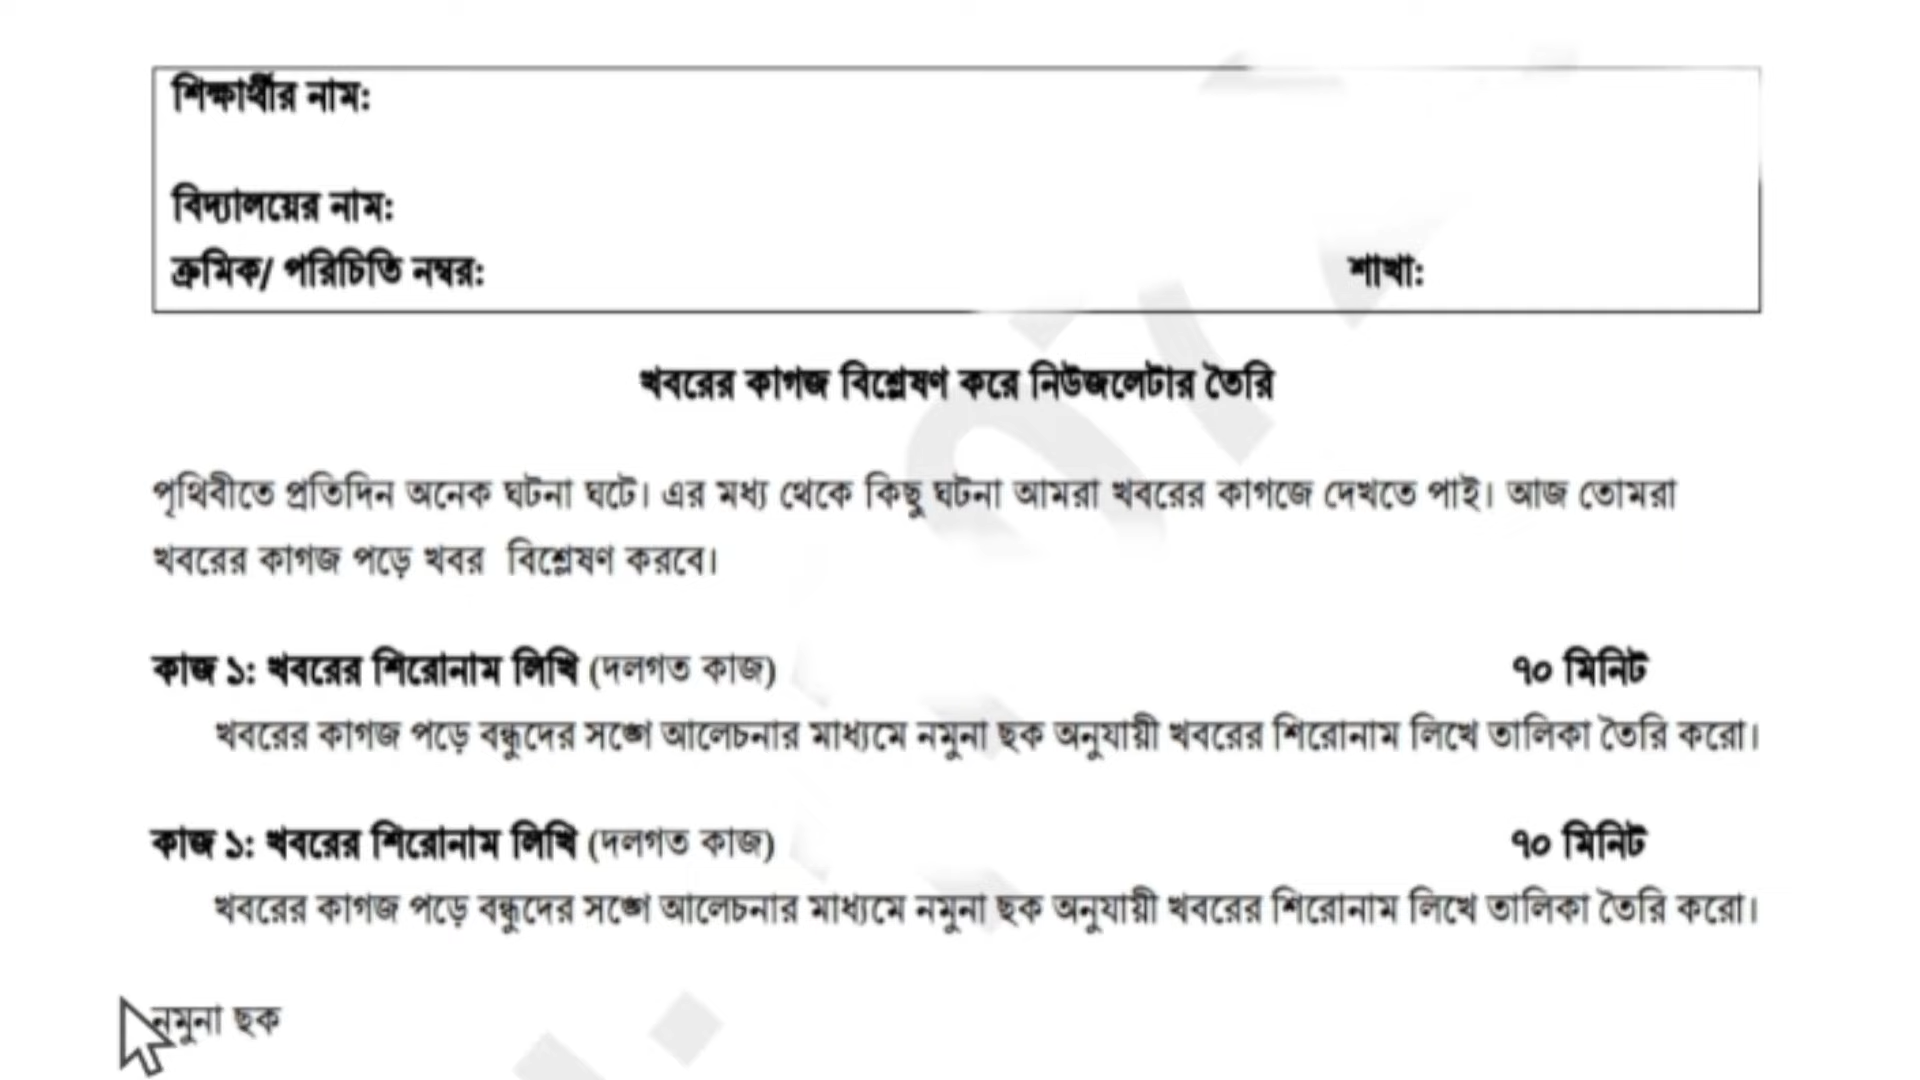 শিক্ষার্থীর নাম:
বিদ্যালয়ের নাম:
ক্রমিক/ পরিচিতি নম্বর: শাখা:
খবরের কাগজ বিশ্লেষণ করে নিউজলেটার তৈরি
পৃথিবীতে প্রতিদিন অনেক ঘটনা ঘটে। এর মধ্য থেকে কিছু ঘটনা আমরা খবরের কাগজে দেখতে পাই। আজ তোমরা
খবরের কাগজ পড়ে খবর বিশ্লেষণ করবে।
কাজ ১: খবরের শিরোনাম লিখি (দলগত কাজ) ৭০ মিনিট
খবরের কাগজ পড়ে বন্ধুদের সঙ্গে আলেচনার মাধ্যমে নমুনা ছক অনুযায়ী খবরের শিরোনাম লিখে তালিকা তৈরি করো।
কাজ ১: খবরের শিরোনাম লিখি (দলগত কাজ) ৭০ মিনিট
খবরের কাগজ পড়ে বন্ধুদের সঙ্গে আলেচনার মাধ্যমে নমুনা ছক অনুযায়ী খবরের শিরোনাম লিখে তালিকা তৈরি করো।
নমুনা ছক